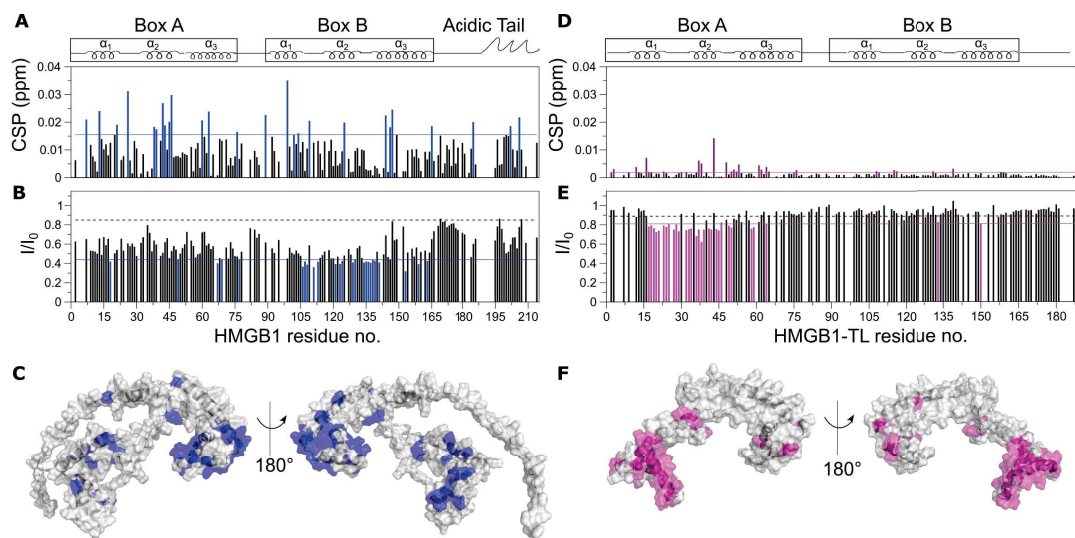 A
Box A
Box B
Acidic Tail
α1
α2
α3
α1
α2
α3
CSP (ppm)
0.04
0.03
0.02
0.01
0
B
I/I0
1
0.8
0.6
0.4
0.2
0
0 15 30 45 60 75 90 105 120 135 150 165 180 195 210
HMGB1 residue no.
C
180°
D
Box A
Box B
α1
α2
α3
α1
α2
α3
CSP (ppm)
0.04
0.03
0.02
0.01
0
E
I/I0
1
0.8
0.6
0.4
0.2
0
0 15 30 45 60 75 90 105 120 135 150 165 180
HMGB1-TL residue no.
F
180°